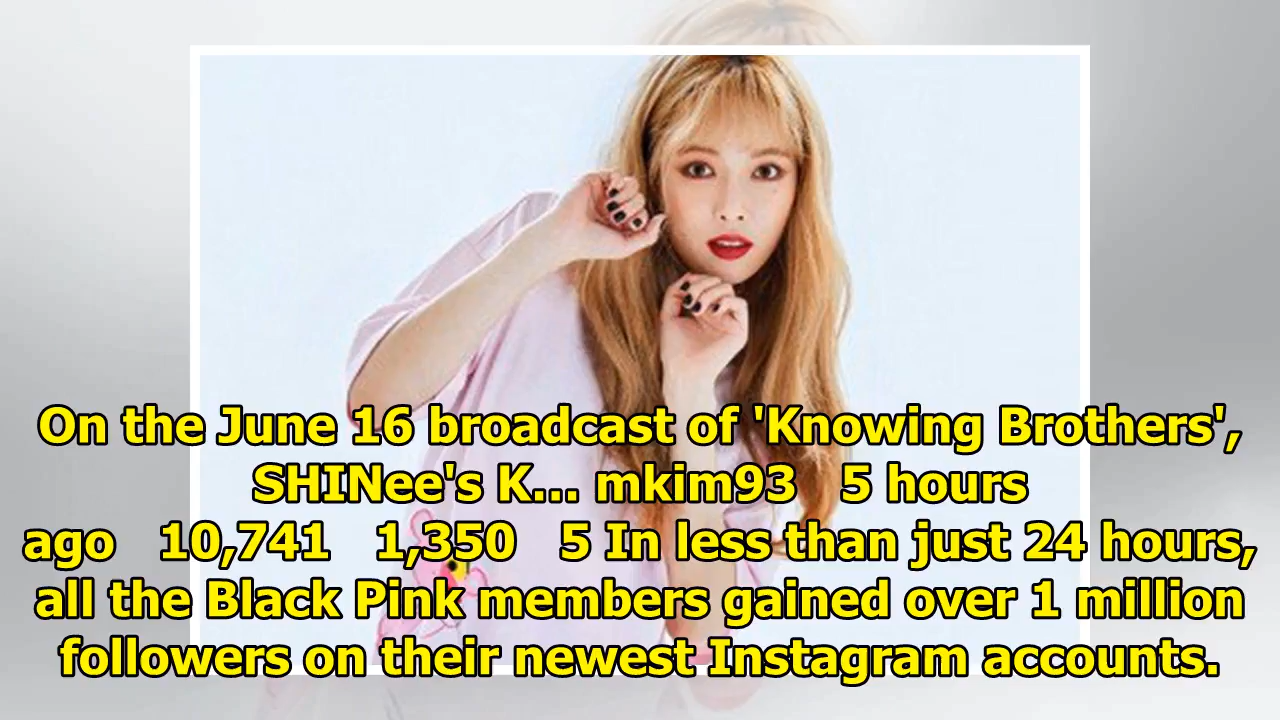 On the June 16 broadcast of 'Knowing Brothers',
SHINee's K... mkim93   5 hours
ago   10,741   1,350   5 In less than just 24 hours,
all the Black Pink members gained over 1 million
followers on their newest Instagram accounts.